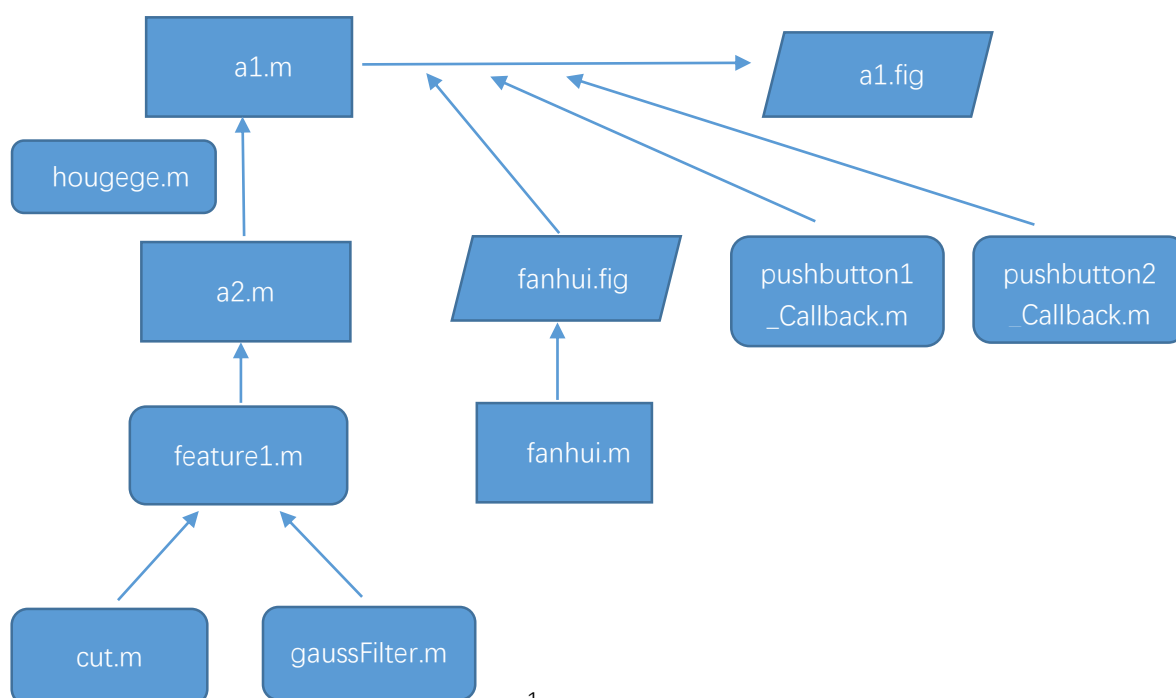 a1.m
a1.fig
hougege.m
a2.m
fanhui.fig
pushbutton1
_Callback.m
pushbutton2
_Callback.m
feature1.m
fanhui.m
cut.m
gaussFilter.m
1